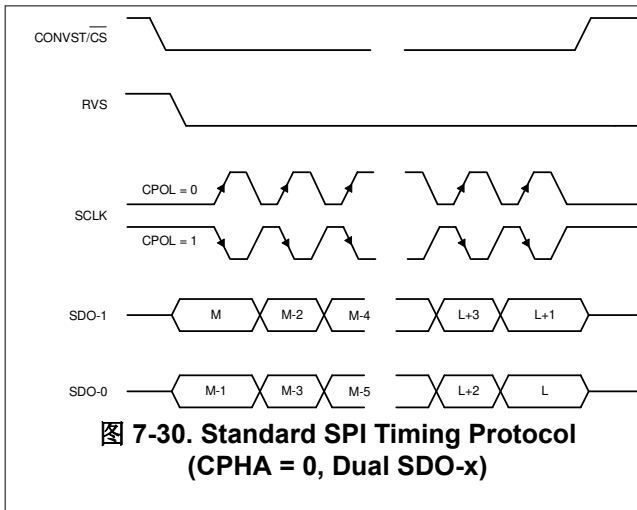 CONVST/CS
RVS
CPOL = 0
SCLK
CPOL = 1
SDO-1 M M-2 M-4 L+3 L+1
SDO-0 M-1 M-3 M-5 L+2 L
图 7-30. Standard SPI Timing Protocol
(CPHA = 0, Dual SDO-x)